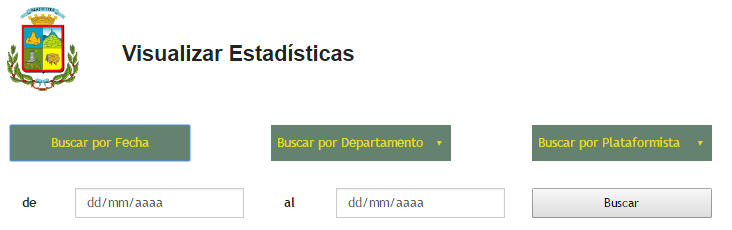 Visualizar Estadísticas
Buscar por Fecha
Buscar por Departamento
Buscar por Plataformista
de
dd/mm/aaaa
al
dd/mm/aaaa
Buscar